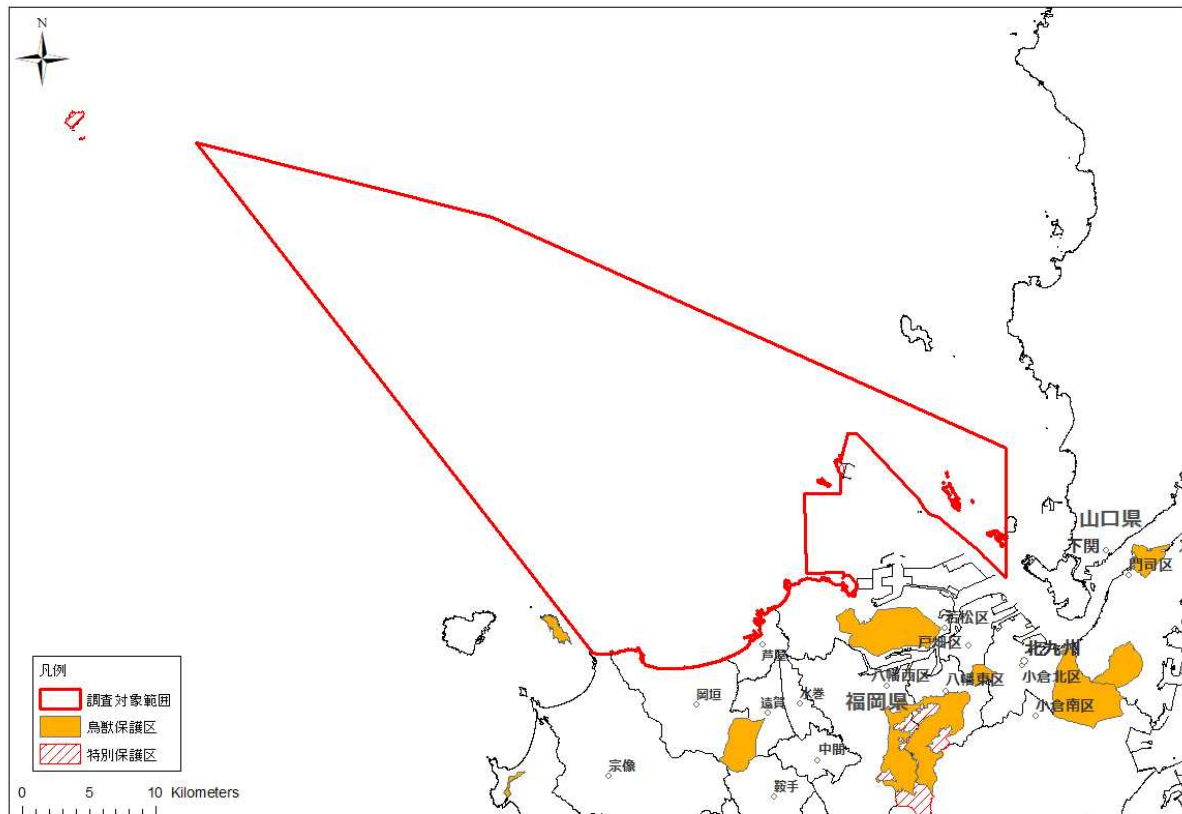 N
山口県
下関
門司区
若松区
戸畑区
北九州
芦屋
八幡西区
八幡東区
小倉北区
岡垣
遠賀
水巻
福岡県
小倉南区
中間
宗像
鞍手
凡例
調査対象範囲
鳥獣保護区
特別保護区
0 5 10 Kilometers